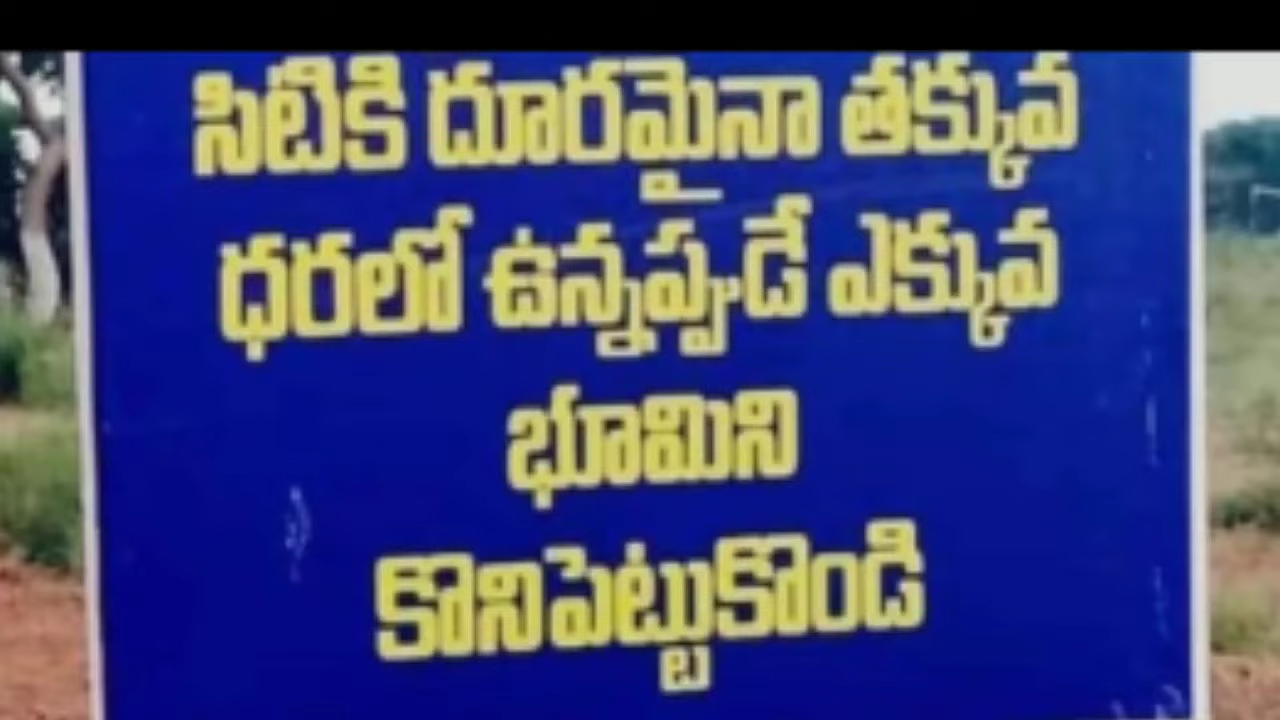 సిటికి దూరమైనా తక్కువ
ధరలో ఉన్నప్పుడే ఎక్కువ
భూమిని
కొనిపెట్టుకొండి